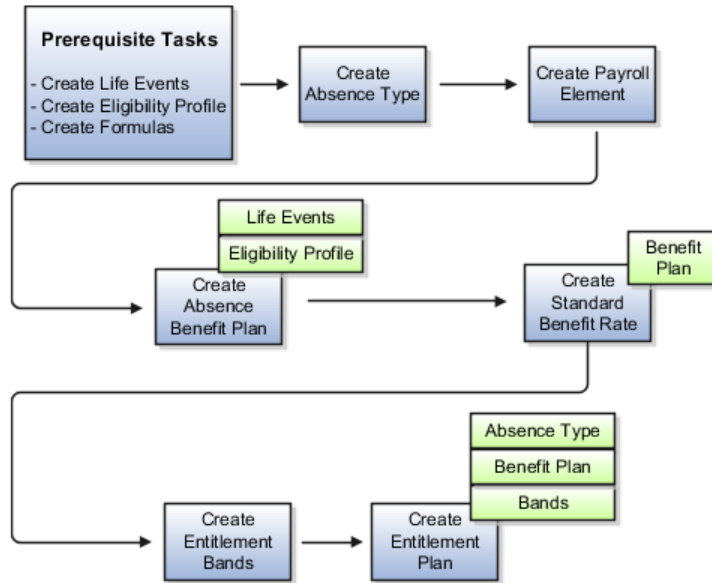 Prerequisite Tasks
- Create Life Events
- Create Eligibility Profile
- Create Formulas
Create
Absence Type
Create Payroll
Element
Life Events
Eligibility Profile
Create
Absence
Benefit Plan
Benefit
Plan
Create
Standard
Benefit Rate
Absence Type
Benefit Plan
Bands
Create
Entitlement
Bands
Create
Entitlement
Plan